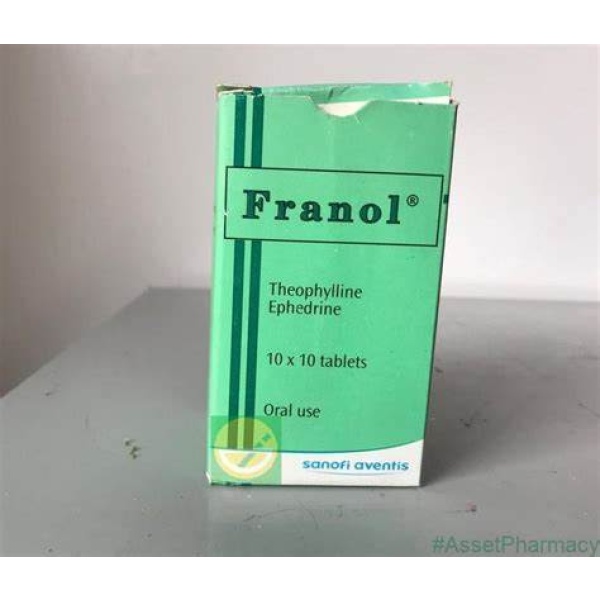 Franol®
Theophylline
Ephedrine
10 x 10 tablets
Oral use
sanofi aventis
#AssetPharmacy